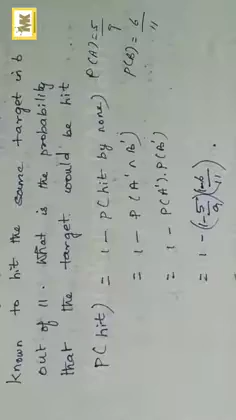 MK
known to hit the same target in 6
out of 11. What is the probability
that the target would be hit
P(hit) = 1 - P(hit by none) P(A) = 5/9
= 1 - P(A' ∩ B') P(B) = 6/11
= 1 - P(A').P(B')
= 1 - (1-5/9)(1-6/11).